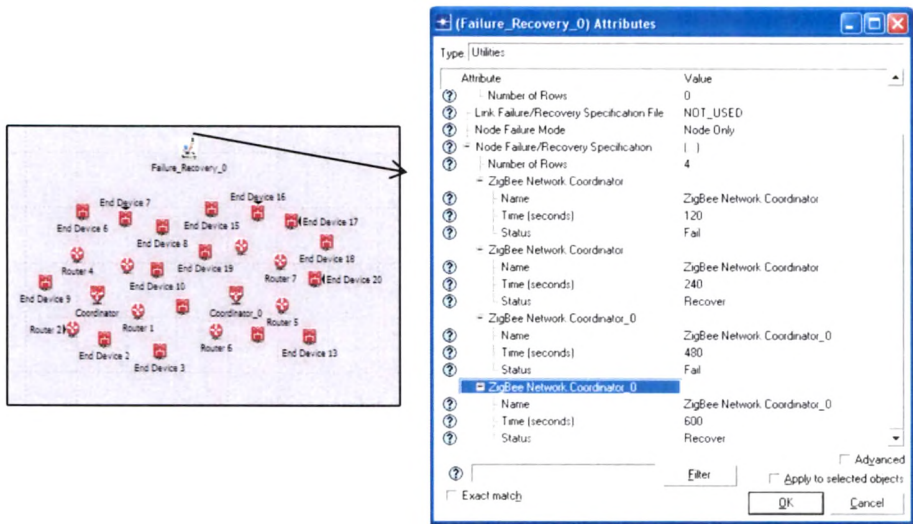 Failure_Recovery_0
End Device 7
End Device 16
End Device 6
End Device 15
End Device 17
End Device 8
End Device 18
Router 4
End Device 19
Router 7
End Device 9
End Device 10
End Device 20
Coordinator
Router 1
Coordinator_0
Router 5
Router 2
End Device 2
Router 6
End Device 13
End Device 3
(Failure_Recovery_0) Attributes
Type: Utilities
Attribute Value
Number of Rows 0
Link Failure/Recovery Specification File NOT_USED
Node Failure Mode Node Only
Node Failure/Recovery Specification (...)
Number of Rows 4
ZigBee Network Coordinator
Name ZigBee Network Coordinator
Time (seconds) 120
Status Fail
ZigBee Network Coordinator
Name ZigBee Network Coordinator
Time (seconds) 240
Status Recover
ZigBee Network Coordinator_0
Name ZigBee Network Coordinator_0
Time (seconds) 480
Status Fail
ZigBee Network Coordinator_0
Name ZigBee Network Coordinator_0
Time (seconds) 600
Status Recover
Advanced
Filter
Apply to selected objects
Exact match
OK Cancel